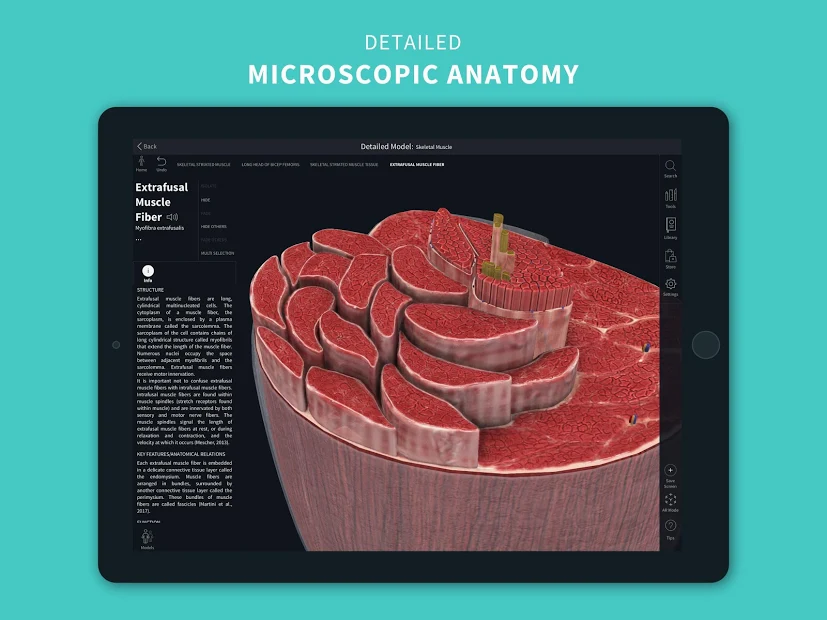 DETAILED
MICROSCOPIC ANATOMY
Back
Detailed Model: Skeletal Muscle
Home
Undo
SKELETAL STRIATED MUSCLE
LONG HEAD OF BICEP FEMORIS
SKELETAL STRIATED MUSCLE TISSUE
EXTRAFUSAL MUSCLE FIBER
Extrafusal
Muscle
Fiber
Myofibra extrafusalis
...
HIDE
HIDE OTHERS
MULTI SELECTION
Info
STRUCTURE
Extrafusal muscle fibers are long,
cylindrical multinucleated cells. The
cytoplasm of a muscle fiber, the
sarcoplasm, is enclosed by a plasma
membrane called the sarcolemma. The
sarcoplasm of the cell contains chains of
long cylindrical structure called myofibrils
that extend the length of the muscle fiber.
Numerous nuclei occupy the space
between adjacent myofibrils and the
sarcolemma. Extrafusal muscle fibers
receive motor innervation.
It is important not to confuse extrafusal
muscle fibers with intrafusal muscle fibers.
Intrafusal muscle fibers are found within
muscle spindles (stretch receptors found
within muscle) and are innervated by both
sensory and motor nerve fibers. The
muscle spindles signal the length of
extrafusal muscle fibers at rest, or during
relaxation and contraction, and the
velocity at which it occurs (Mescher, 2013).
KEY FEATURES/ANATOMICAL RELATIONS
Each extrafusal muscle fiber is embedded
in a delicate connective tissue layer called
the endomysium. Muscle fibers are
arranged in bundles, surrounded by
another connective tissue layer called the
perimysium. These bundles of muscle
fibers are called fascicles (Martini et al.,
2017).
FUNCTION
Models
Search
Tools
Library
Store
Settings
Save
Screen
AR Mode
Tips